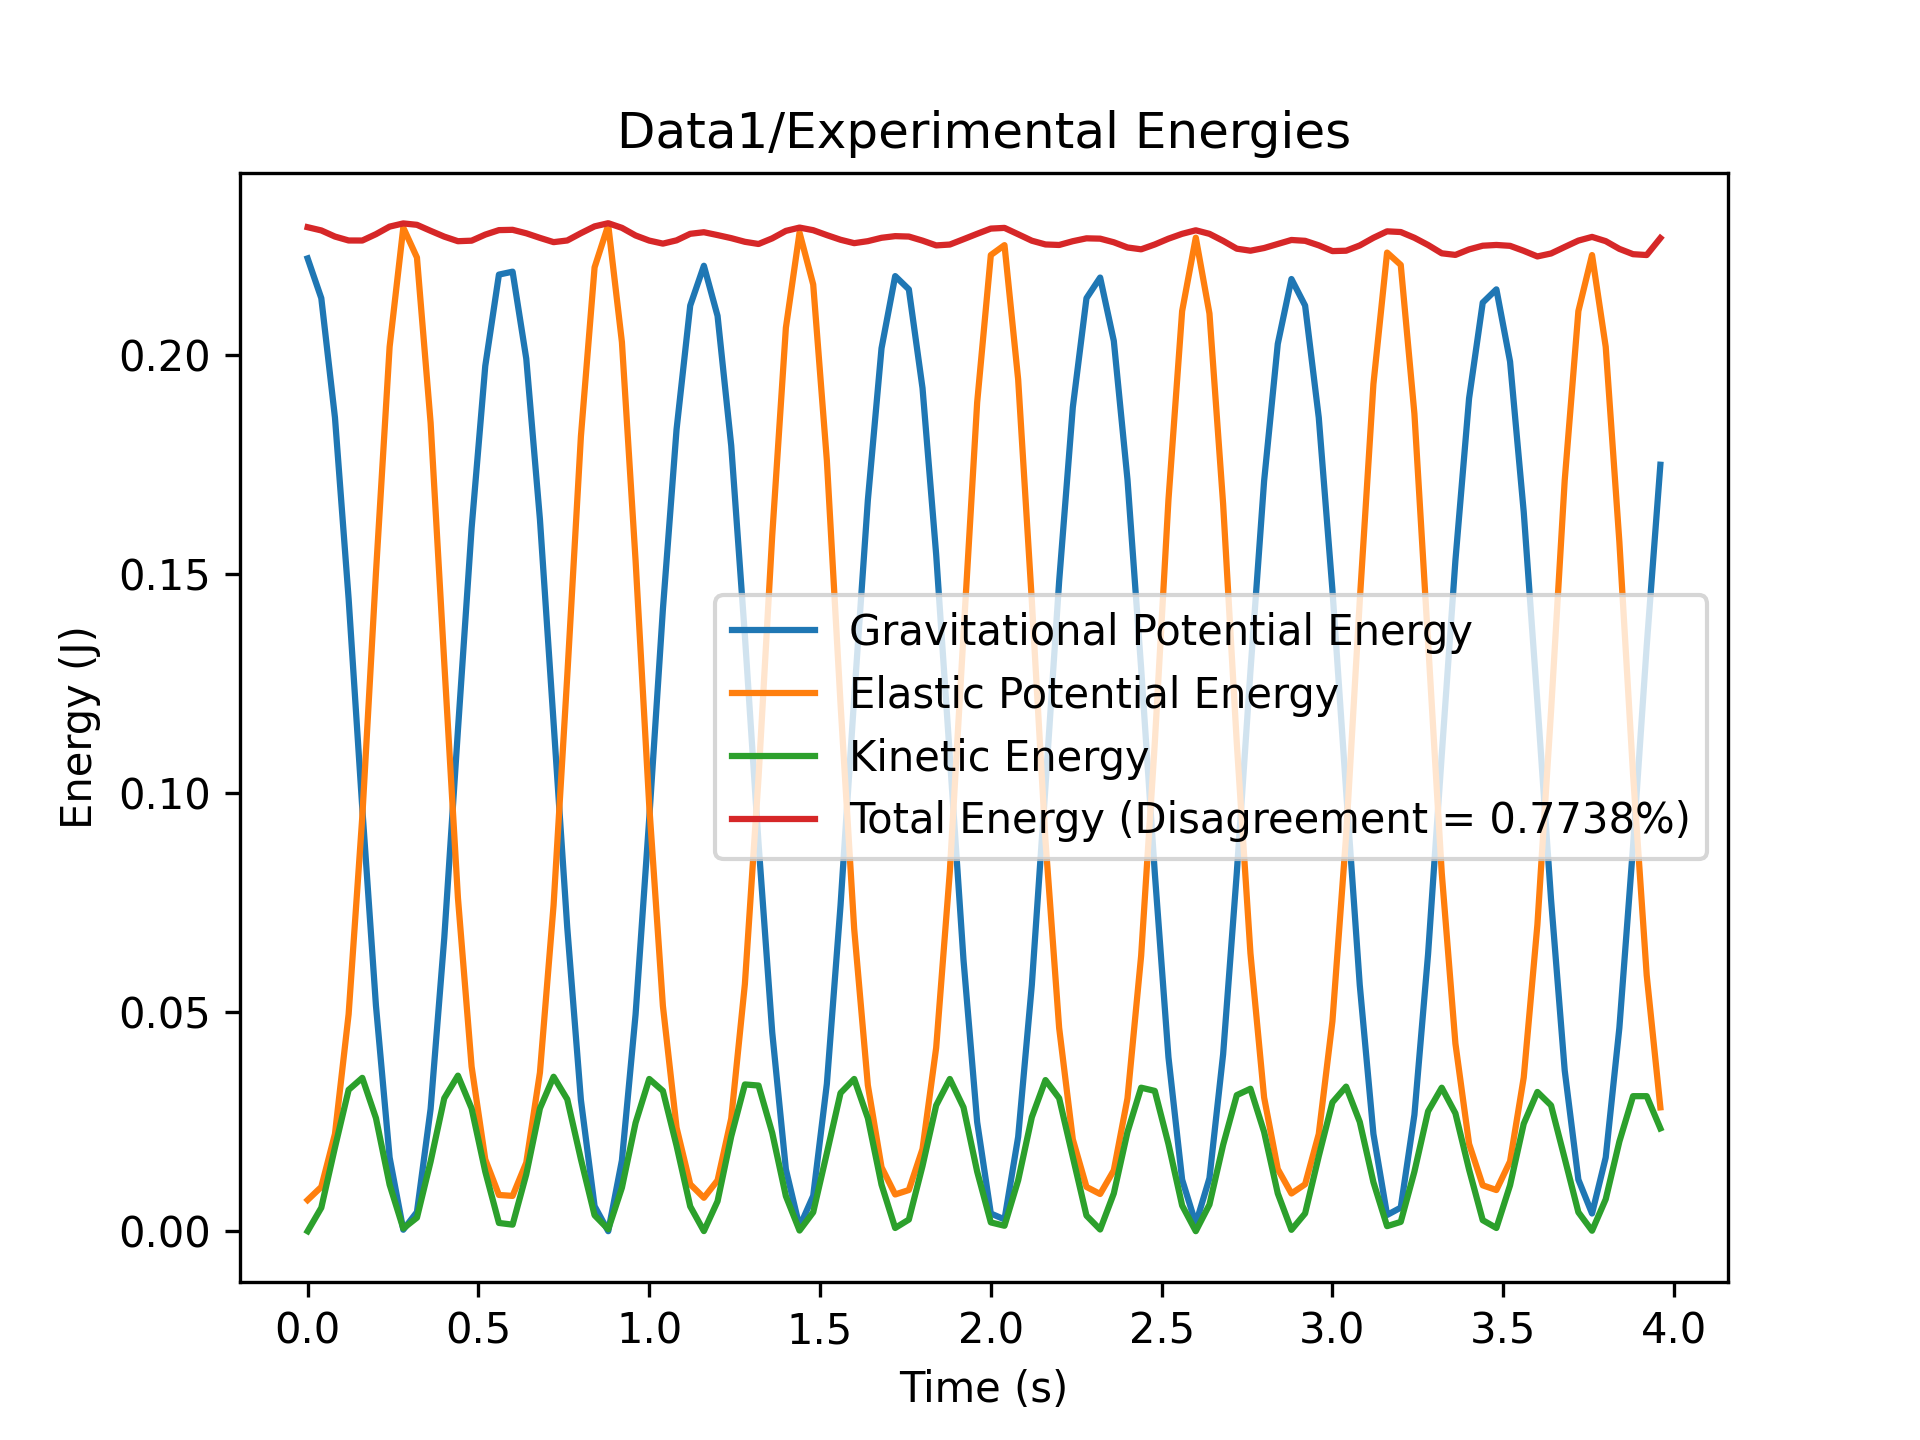 Data1/Experimental Energies
Energy (J)
0.20
0.15
0.10
0.05
0.00
Gravitational Potential Energy
Elastic Potential Energy
Kinetic Energy
Total Energy (Disagreement = 0.7738%)
0.0 0.5 1.0 1.5 2.0 2.5 3.0 3.5 4.0
Time (s)